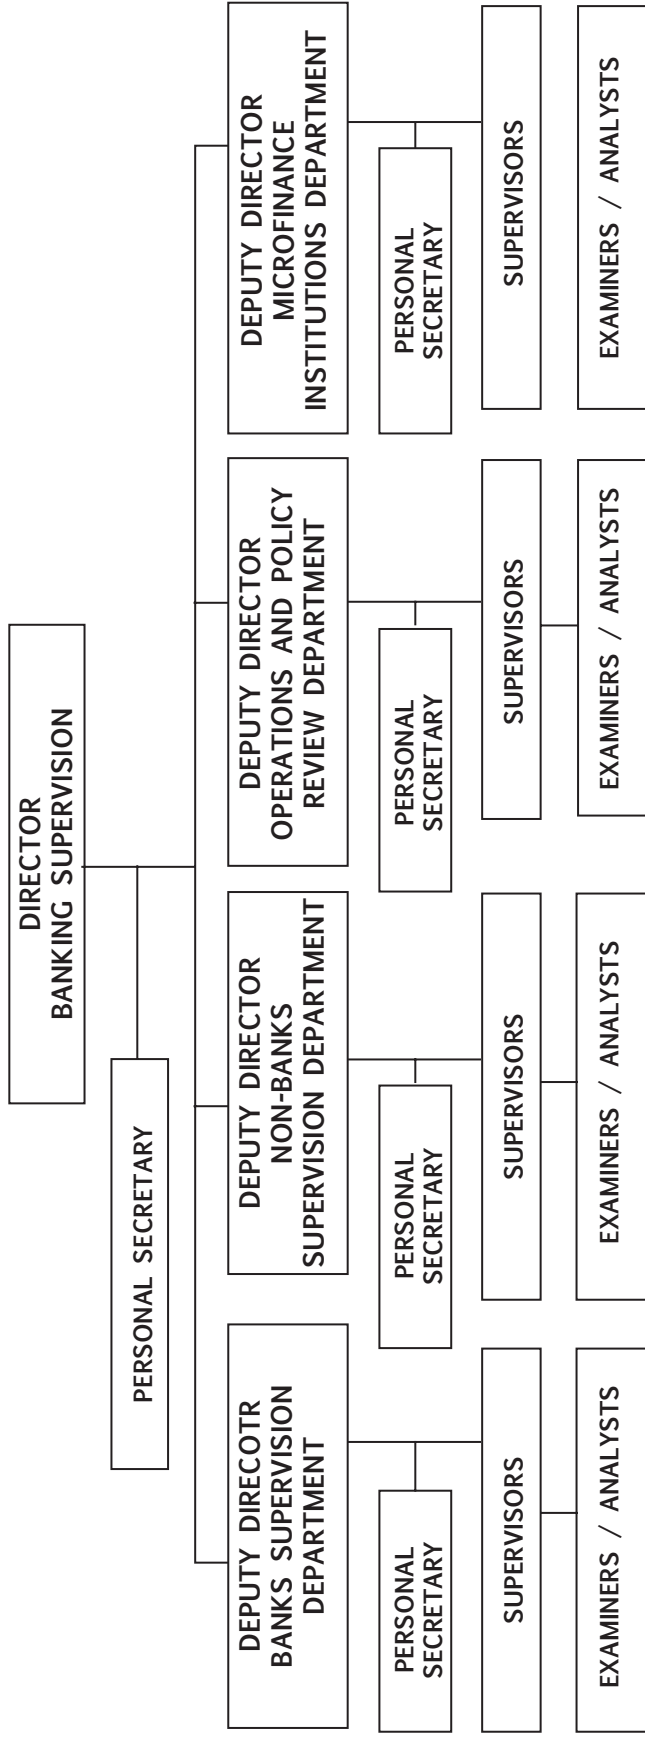 DIRECTOR
BANKING SUPERVISION
PERSONAL SECRETARY
DEPUTY DIRECOTR
BANKS SUPERVISION
DEPARTMENT
DEPUTY DIRECTOR
NON-BANKS
SUPERVISION DEPARTMENT
DEPUTY DIRECTOR
OPERATIONS AND POLICY
REVIEW DEPARTMENT
DEPUTY DIRECTOR
MICROFINANCE
INSTITUTIONS DEPARTMENT
PERSONAL
SECRETARY
PERSONAL
SECRETARY
PERSONAL
SECRETARY
PERSONAL
SECRETARY
SUPERVISORS
SUPERVISORS
SUPERVISORS
SUPERVISORS
EXAMINERS / ANALYSTS
EXAMINERS / ANALYSTS
EXAMINERS / ANALYSTS
EXAMINERS / ANALYSTS